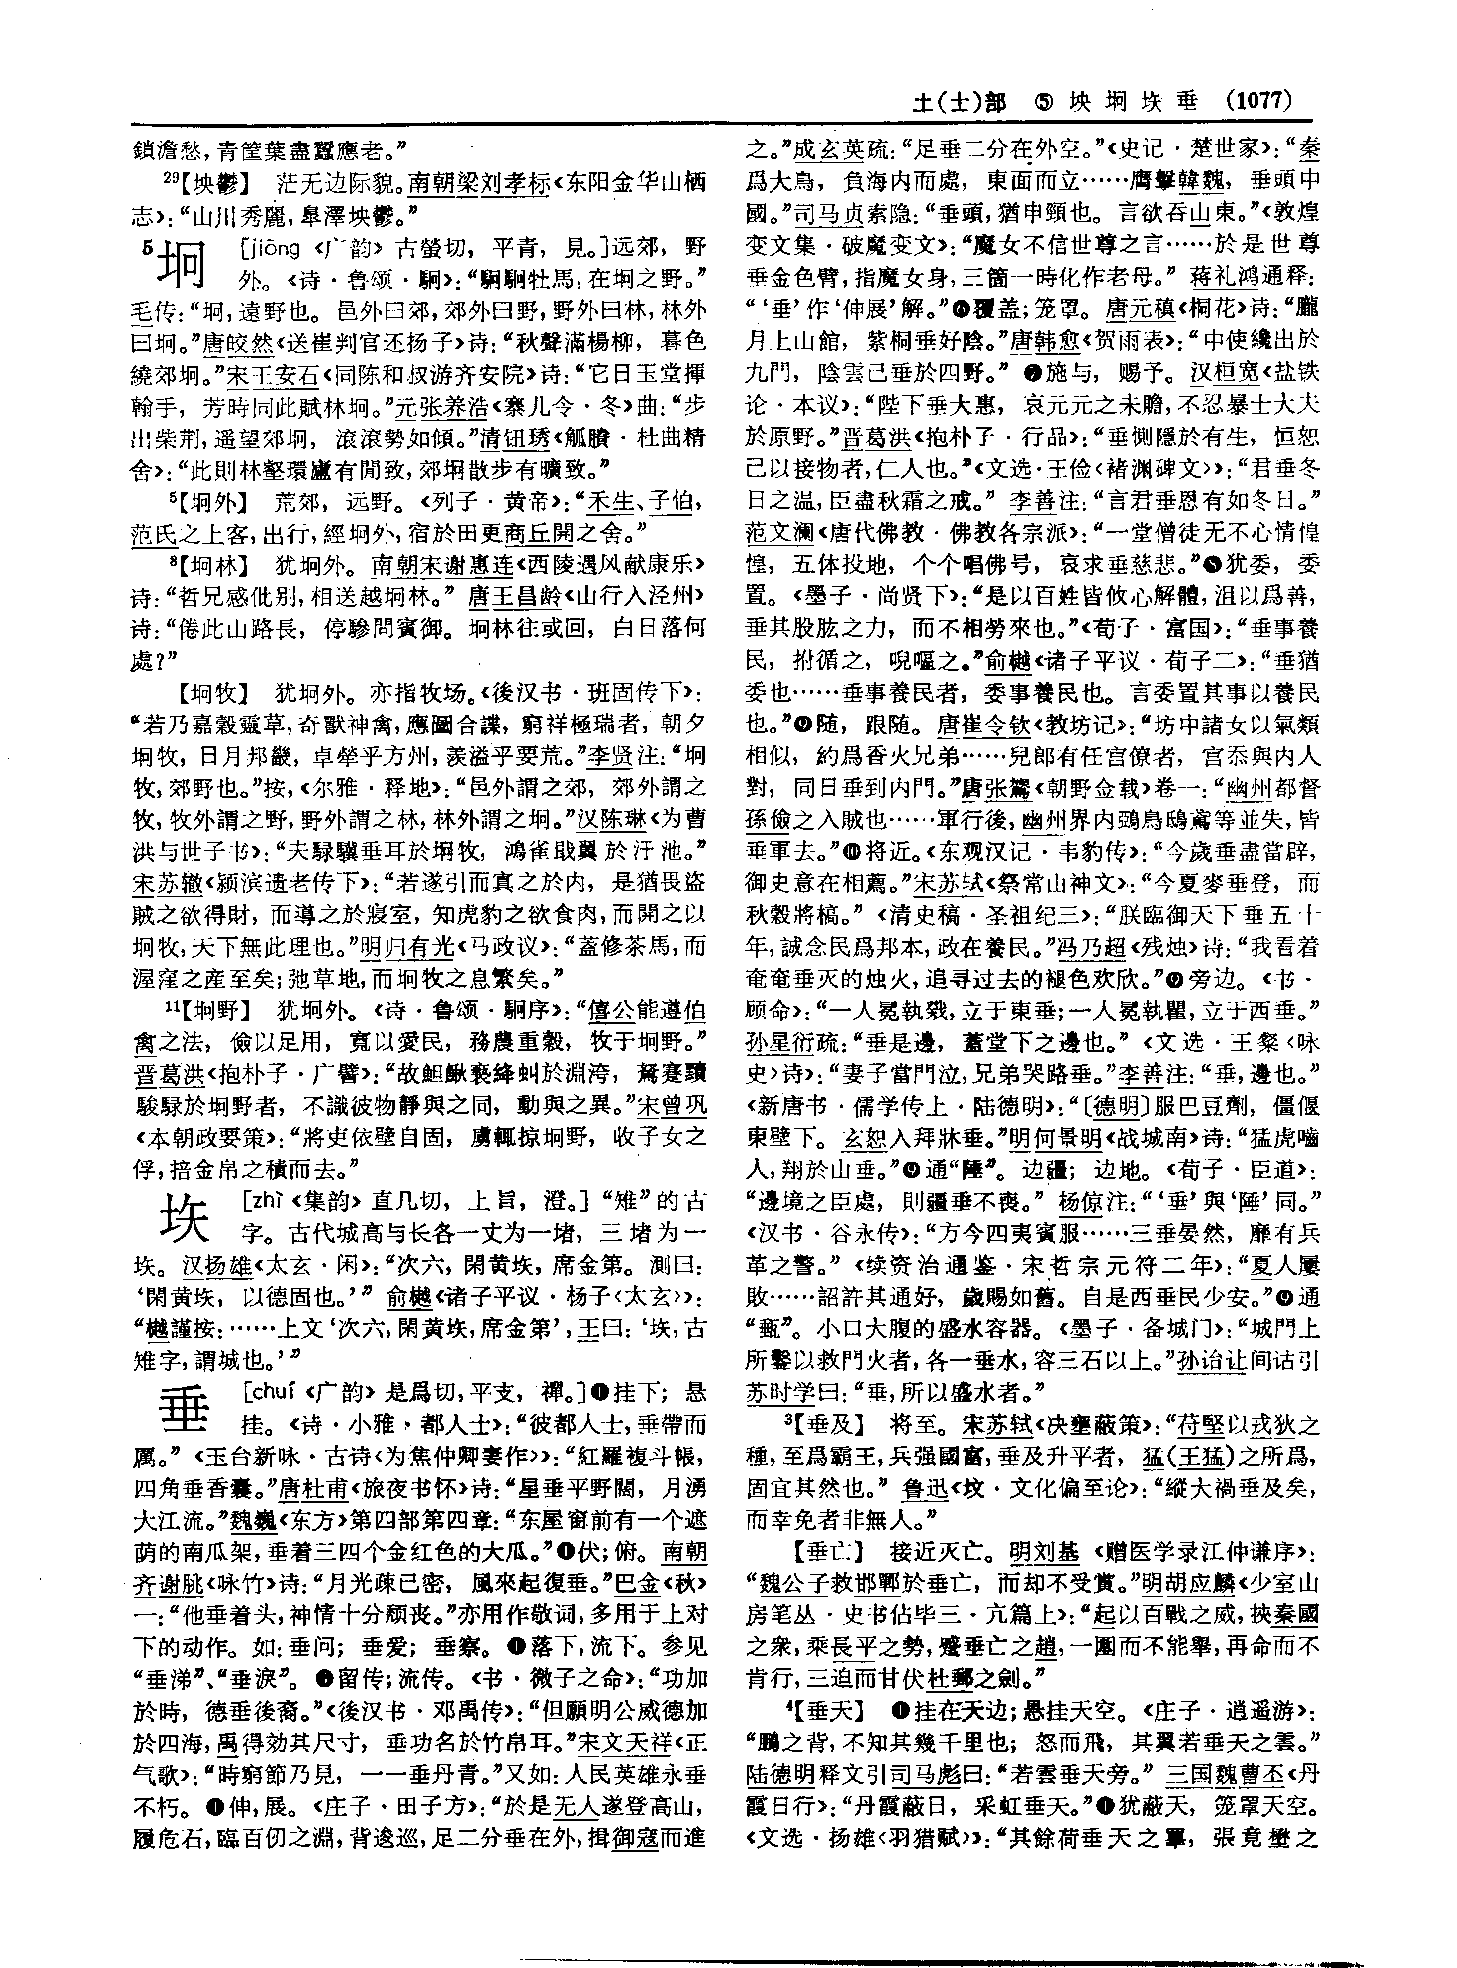 土(士)部 ⑤ 坱 坰 垁 垂 (1077)
鎖澹愁,青筐葉盡蠶應老。”
29【坱鬱】 茫无边际貌。南朝梁刘孝标《东阳金华山栖
志》:“山川秀麗,皐澤坱鬱。”
5坰 [jiōng《广韵》古螢切,平青,見。]远郊,野
外。《诗·鲁颂·駉》:“駉駉牡馬,在坰之野。”
毛传:“坰,遠野也。邑外曰郊,郊外曰野,野外曰林,林外
曰坰。”唐皎然《送崔判官还扬子》诗:“秋聲滿楊柳,暮色
繞郊坰。”宋王安石《同陈和叔游齐安院》诗:“它日玉堂揮
翰手,芳時同此賦林坰。”元张养浩《寨儿令·冬》曲:“步
出柴荆,遥望郊坰,滾滾勢如傾。”清钮琇《觚賸·杜曲精
舍》:“此則林壑環廬有閒致,郊坰散步有曠致。”
5【坰外】 荒郊,远野。《列子·黄帝》:“禾生、子伯,
范氏之上客,出行,經坰外,宿於田更商丘開之舍。”
8【坰林】 犹坰外。南朝宋谢惠连《西陵遇风献康乐》
诗:“哲兄感仳别,相送越坰林。”唐王昌龄《山行入泾州》
诗:“倦此山路長,停驂問賓御。坰林往或回,白日落何
處?”
【坰牧】 犹坰外。亦指牧场。《後汉书·班固传下》:
“若乃嘉穀靈草,奇獸神禽,應圖合諜,窮祥極瑞者,朝夕
坰牧,日月邦畿,卓犖乎方州,羨溢乎要荒。”李贤注:“坰
牧,郊野也。”按,《尔雅·释地》:“邑外謂之郊,郊外謂之
牧,牧外謂之野,野外謂之林,林外謂之坰。”汉陈琳《为曹
洪与世子书》:“夫騄驥垂耳於坰牧,鴻雀戢翼於汙池。”
宋苏辙《颍滨遗老传下》:“若遂引而寘之於内,是猶畏盜
賊之欲得財,而導之於寢室,知虎豹之欲食肉,而開之以
坰牧,天下無此理也。”明归有光《马政议》:“蓋修茶馬,而
渥洼之産至矣;弛草地,而坰牧之息繁矣。”
11【坰野】 犹坰外。《诗·鲁颂·駉序》:“僖公能遵伯
禽之法,儉以足用,寬以愛民,務農重穀,牧于坰野。”
晋葛洪《抱朴子·广譬》:“故鉭鰍褻絳虯於淵洿,駑蹇黷
駿騄於坰野者,不識彼物靜與之同,動與之異。”宋曾巩
《本朝政要策》:“將吏依壁自固,虜輒掠坰野,收子女之
俘,掊金帛之積而去。”
垁 [zhì《集韵》直几切,上旨,澄。]“雉”的古
字。古代城高与长各一丈为一堵,三堵为一
垁。汉扬雄《太玄·闲》:“次六,閑黄垁,席金第。測曰:
‘閑黄垁,以德固也。’”俞樾《诸子平议·杨子〈太玄〉》:
“樾謹按:……上文‘次六,閑黄垁,席金第’,王曰:‘垁,古
雉字,謂城也。’”
垂 [chuí《广韵》是爲切,平支,禪。]❶挂下;悬
挂。《诗·小雅·都人士》:“彼都人士,垂帶而
厲。”《玉台新咏·古诗〈为焦仲卿妻作〉》:“紅羅複斗帳,
四角垂香囊。”唐杜甫《旅夜书怀》诗:“星垂平野闊,月湧
大江流。”魏巍《东方》第四部第四章:“东屋窗前有一个遮
荫的南瓜架,垂着三四个金红色的大瓜。”❷伏;俯。南朝
齐谢朓《咏竹》诗:“月光疎已密,風來起復垂。”巴金《秋》
一:“他垂着头,神情十分颓丧。”亦用作敬词,多用于上对
下的动作。如:垂问;垂爱;垂察。❸落下,流下。参见
“垂涕”、“垂淚”。❹留传;流传。《书·微子之命》:“功加
於時,德垂後裔。”《後汉书·邓禹传》:“但願明公威德加
於四海,禹得効其尺寸,垂功名於竹帛耳。”宋文天祥《正
气歌》:“時窮節乃見,一一垂丹青。”又如:人民英雄永垂
不朽。❺伸,展。《庄子·田子方》:“於是无人遂登高山,
履危石,臨百仞之淵,背逡巡,足二分垂在外,揖御寇而進
之。”成玄英疏:“足垂二分在外空。”《史记·楚世家》:“秦
爲大鳥,負海内而處,東面而立……膺擊韓魏,垂頭中
國。”司马贞索隐:“垂頭,猶申頸也。言欲吞山東。”《敦煌
变文集·破魔变文》:“魔女不信世尊之言……於是世尊
垂金色臂,指魔女身,三箇一時化作老母。”蒋礼鸿通释:
“‘垂’作‘伸展’解。”❻覆盖;笼罩。唐元稹《桐花》诗:“朧
月上山館,紫桐垂好陰。”唐韩愈《贺雨表》:“中使纔出於
九門,陰雲已垂於四野。”❼施与,赐予。汉桓宽《盐铁
论·本议》:“陛下垂大惠,哀元元之未贍,不忍暴士大夫
於原野。”晋葛洪《抱朴子·行品》:“垂惻隱於有生,恒恕
己以接物者,仁人也。”《文选·王俭〈褚渊碑文〉》:“君垂冬
日之温,臣盡秋霜之戒。”李善注:“言君垂恩有如冬日。”
范文澜《唐代佛教·佛教各宗派》:“一堂僧徒无不心情惶
惶,五体投地,个个唱佛号,哀求垂慈悲。”❽犹委,委
置。《墨子·尚贤下》:“是以百姓皆攸心解體,沮以爲善,
垂其股肱之力,而不相勞來也。”《荀子·富国》:“垂事養
民,拊循之,唲嘔之。”俞樾《诸子平议·荀子二》:“垂猶
委也……垂事養民者,委事養民也。言委置其事以養民
也。”❾随,跟随。唐崔令钦《教坊记》:“坊中諸女以氣類
相似,約爲香火兄弟……兒郎有任宫僚者,宫忝與内人
對,同日垂到内門。”唐张鷟《朝野佥载》卷一:“幽州都督
孫儉之入賊也……軍行後,幽州界内鵶鳥鴟鳶等並失,皆
垂軍去。”❿将近。《东观汉记·韦豹传》:“今歲垂盡當辟,
御史意在相薦。”宋苏轼《祭常山神文》:“今夏麥垂登,而
秋穀將槁。”《清史稿·圣祖纪三》:“朕臨御天下垂五十
年,誠念民爲邦本,政在養民。”冯乃超《残烛》诗:“我看着
奄奄垂灭的烛火,追寻过去的褪色欢欣。”⓫旁边。《书·
顾命》:“一人冕執戣,立于東垂;一人冕執瞿,立于西垂。”
孙星衍疏:“垂是邊,蓋堂下之邊也。”《文选·王粲〈咏
史〉诗》:“妻子當門泣,兄弟哭路垂。”李善注:“垂,邊也。”
《新唐书·儒学传上·陆德明》:“〔德明〕服巴豆劑,僵偃
東壁下。玄恕入拜牀垂。”明何景明《战城南》诗:“猛虎嚙
人,翔於山垂。”⓬通“陲”。边疆;边地。《荀子·臣道》:
“邊境之臣處,則疆垂不喪。”杨倞注:“‘垂’與‘陲’同。”
《汉书·谷永传》:“方今四夷賓服……三垂晏然,靡有兵
革之警。”《续资治通鉴·宋哲宗元符二年》:“夏人屢
敗……詔許其通好,歲賜如舊。自是西垂民少安。”⓭通
“甀”。小口大腹的盛水容器。《墨子·备城门》:“城門上
所鑿以救門火者,各一垂水,容三石以上。”孙诒让间诂引
苏时学曰:“垂,所以盛水者。”
3【垂及】 将至。宋苏轼《决壅蔽策》:“苻堅以戎狄之
種,至爲霸王,兵强國富,垂及升平者,猛(王猛)之所爲,
固宜其然也。”鲁迅《坟·文化偏至论》:“縱大禍垂及矣,
而幸免者非無人。”
【垂亡】 接近灭亡。明刘基《赠医学录江仲谦序》:
“魏公子救邯鄲於垂亡,而却不受賞。”明胡应麟《少室山
房笔丛·史书佔毕三·亢篇上》:“起以百戰之威,挾秦國
之衆,乘長平之勢,蹙垂亡之趙,一圍而不能舉,再命而不
肯行,三迫而甘伏杜郵之劍。”
4【垂天】 ❶挂在天边;悬挂天空。《庄子·逍遥游》:
“鵬之背,不知其幾千里也;怒而飛,其翼若垂天之雲。”
陆德明释文引司马彪曰:“若雲垂天旁。”三国魏曹丕《丹
霞日行》:“丹霞蔽日,采虹垂天。”❷犹蔽天,笼罩天空。
《文选·扬雄〈羽猎赋〉》:“其餘荷垂天之罼,張竟壄之